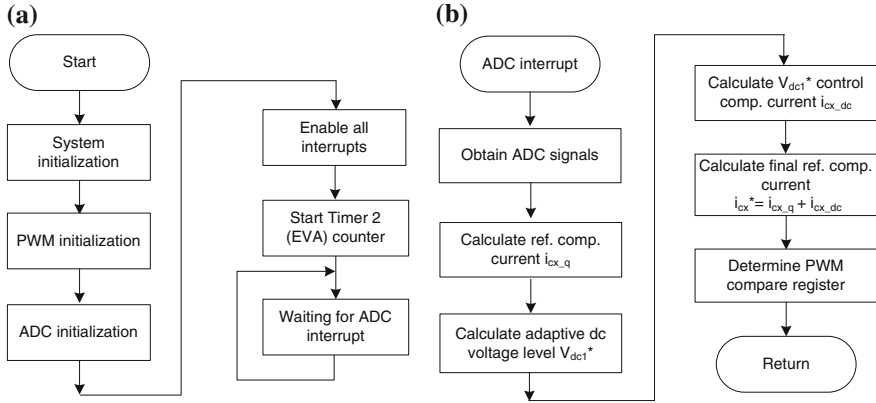 (a)
Start
System
initialization
PWM initialization
ADC initialization
Enable all
interrupts
Start Timer 2
(EVA) counter
Waiting for ADC
interrupt
(b)
ADC interrupt
Obtain ADC signals
Calculate ref. comp.
current i_cx_q
Calculate adaptive dc
voltage level V_dc1*
Calculate V_dc1* control
comp. current i_cx_dc
Calculate final ref. comp.
current
i_cx*= i_cx_q + i_cx_dc
Determine PWM
compare register
Return